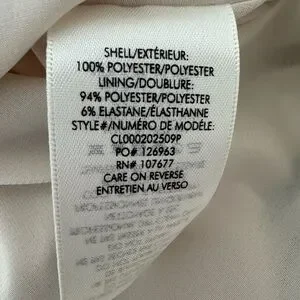 SHELL/EXTÉRIEUR:
100% POLYESTER/POLYESTER
LINING/DOUBLURE:
94% POLYESTER/POLYESTER
6% ELASTANE/ÉLASTHANNE
STYLE#/NUMÉRO DE MODÈLE:
CL000202509P
PO# 126963
RN# 107677
CARE ON REVERSE
ENTRETIEN AU VERSO